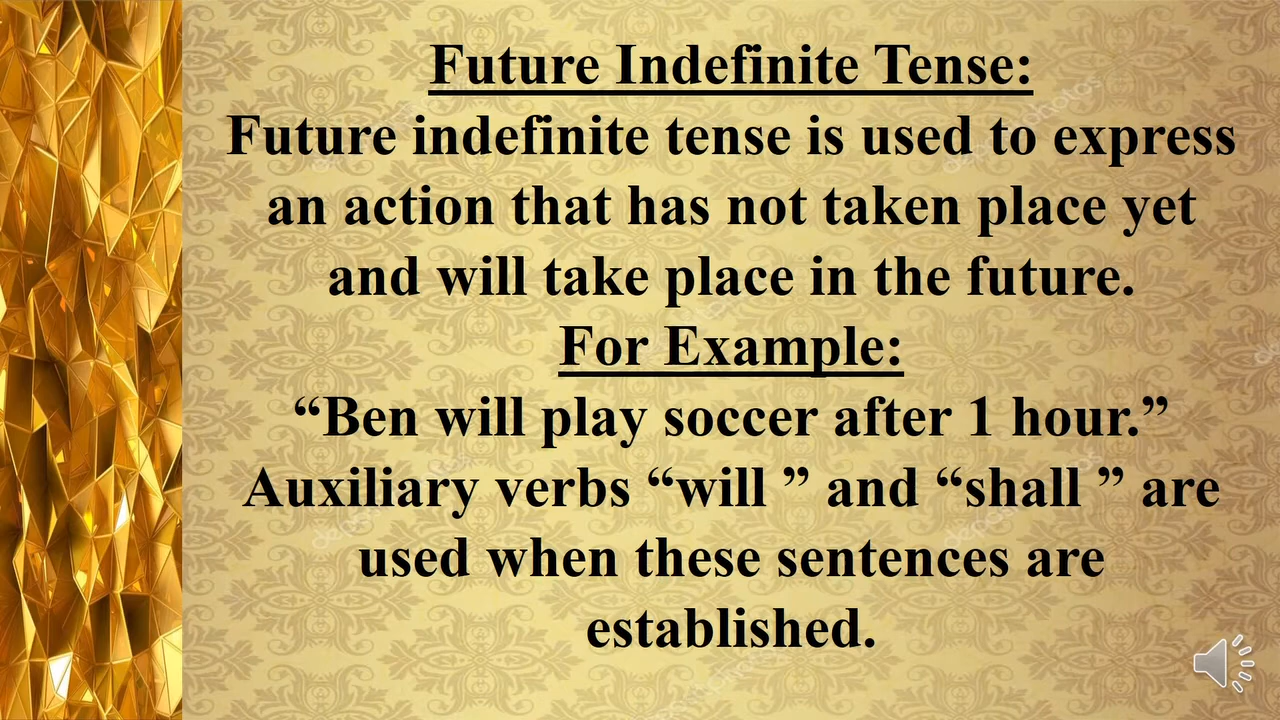 Future Indefinite Tense:
Future indefinite tense is used to express
an action that has not taken place yet
and will take place in the future.
For Example:
“Ben will play soccer after 1 hour.”
Auxiliary verbs “will ” and “shall ” are
used when these sentences are
established.